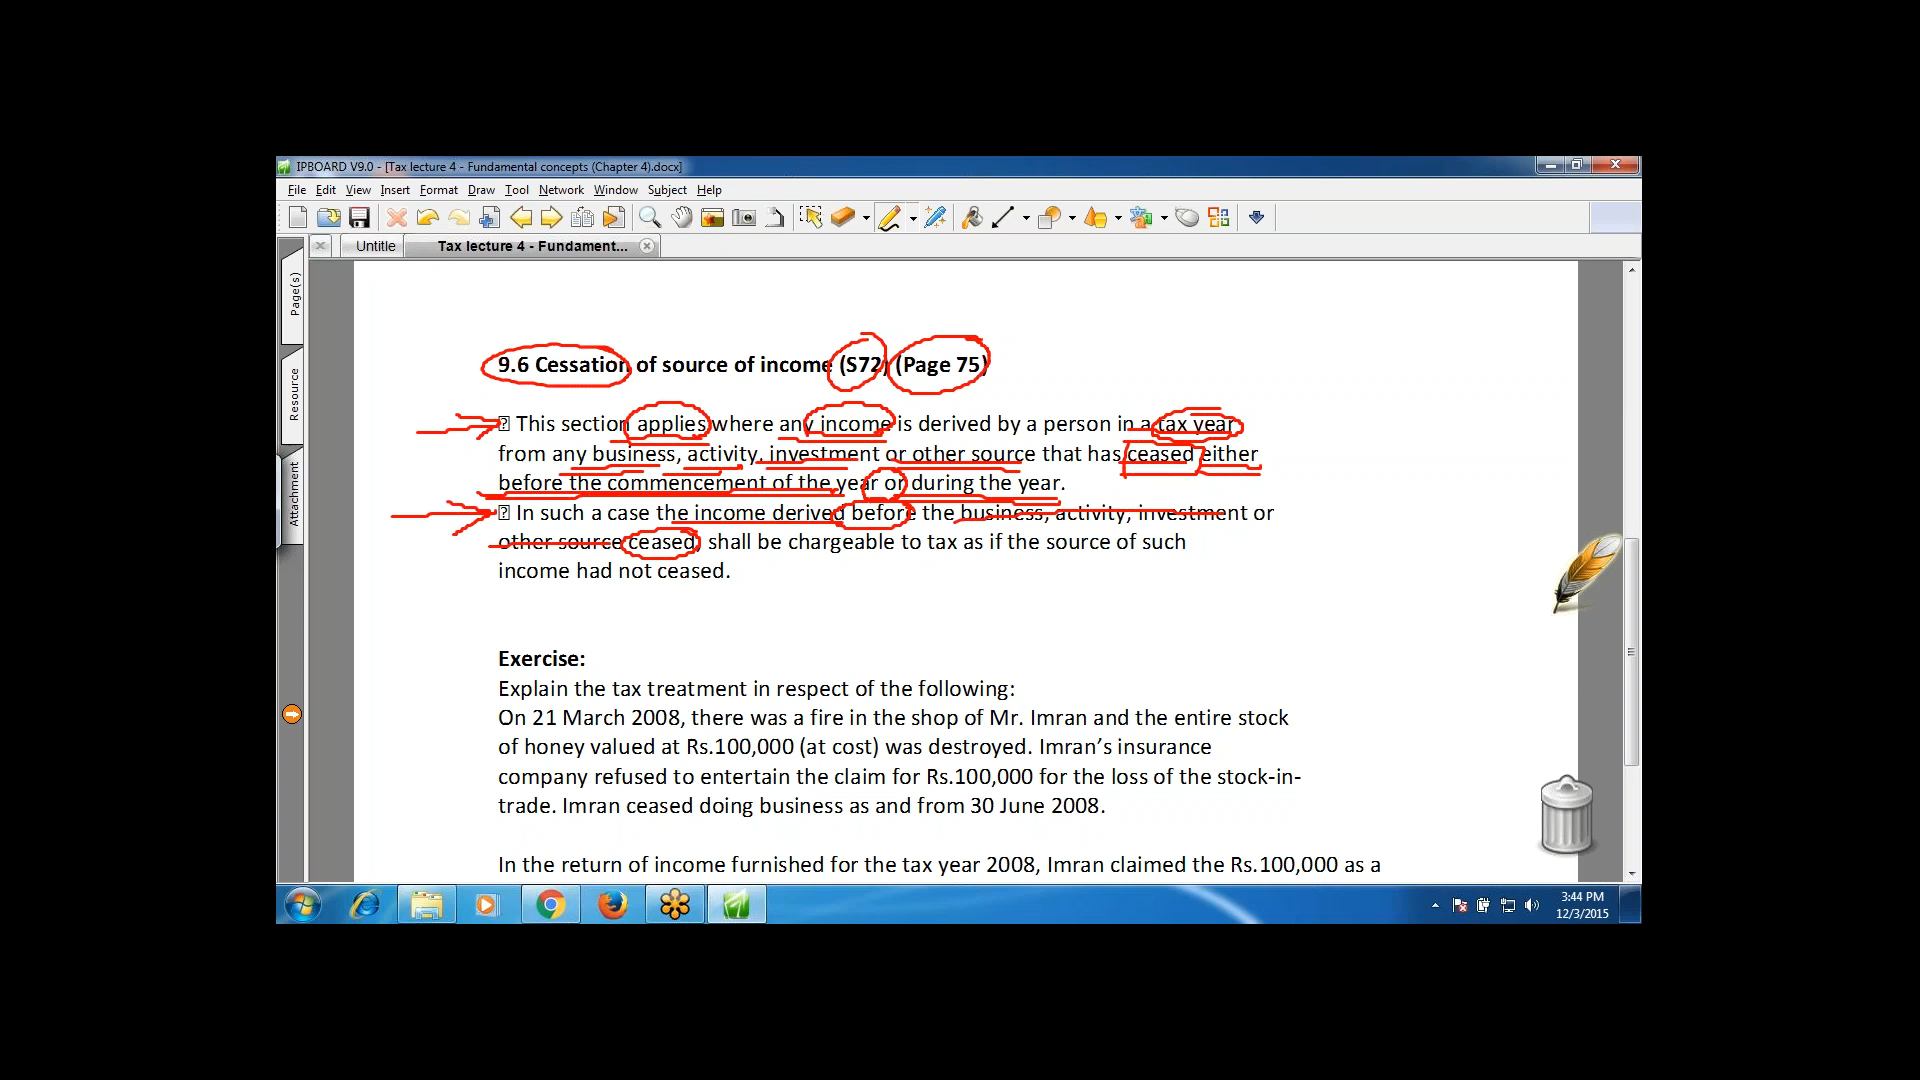 IPBOARD V9.0 - [Tax lecture 4 - Fundamental concepts (Chapter 4).docx]
File Edit View Insert Format Draw Tool Network Window Subject Help
Untitle Tax lecture 4 - Fundament...
Page(s)
Resource
Attachment
9.6 Cessation of source of income (S72) (Page 75)
This section applies where any income is derived by a person in a tax year
from any business, activity, investment or other source that has ceased either
before the commencement of the year or during the year.
In such a case the income derived before the business, activity, investment or
other source ceased, shall be chargeable to tax as if the source of such
income had not ceased.
Exercise:
Explain the tax treatment in respect of the following:
On 21 March 2008, there was a fire in the shop of Mr. Imran and the entire stock
of honey valued at Rs.100,000 (at cost) was destroyed. Imran’s insurance
company refused to entertain the claim for Rs.100,000 for the loss of the stock-in-
trade. Imran ceased doing business as and from 30 June 2008.
In the return of income furnished for the tax year 2008, Imran claimed the Rs.100,000 as a
3:44 PM
12/3/2015